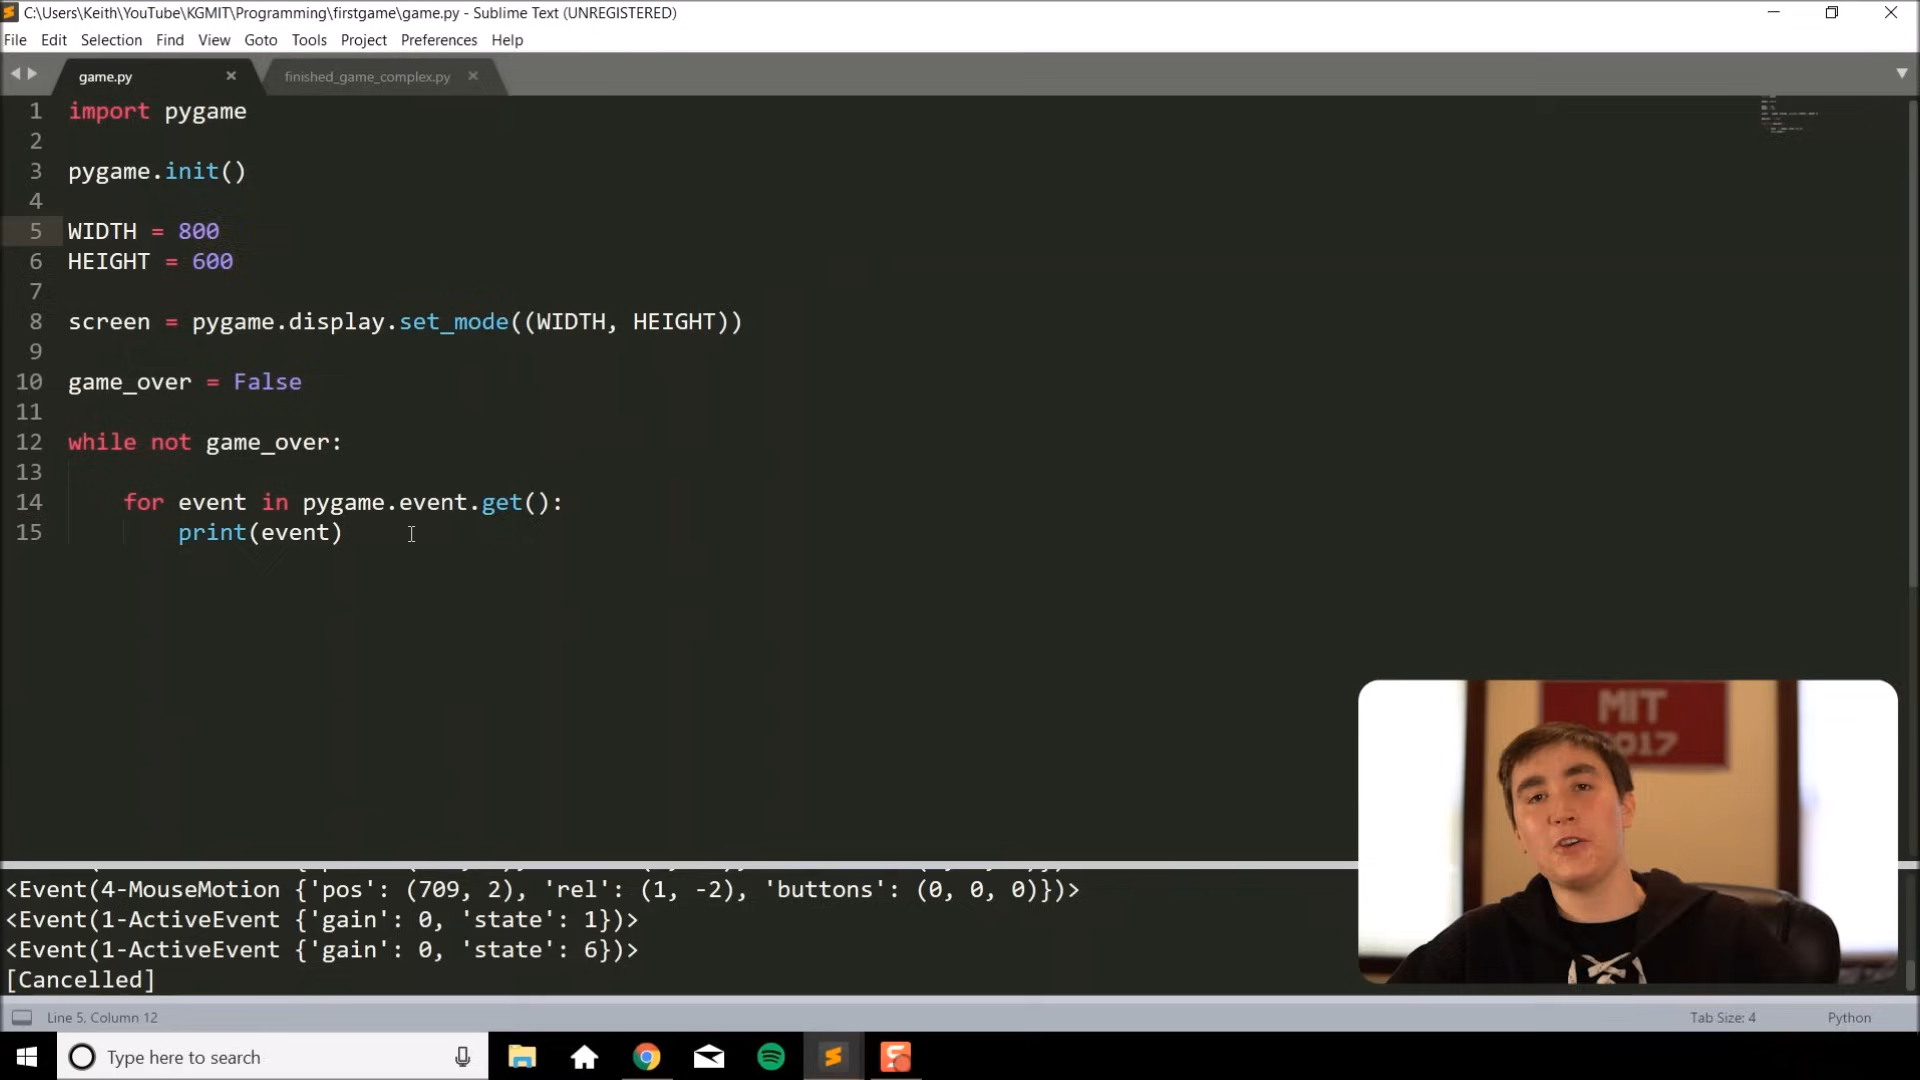 C:\Users\Keith\YouTube\KGMIT\Programming\firstgame\game.py - Sublime Text (UNREGISTERED)
File Edit Selection Find View Goto Tools Project Preferences Help
game.py finished_game_complex.py
1 import pygame
2
3 pygame.init()
4
5 WIDTH = 800
6 HEIGHT = 600
7
8 screen = pygame.display.set_mode((WIDTH, HEIGHT))
9
10 game_over = False
11
12 while not game_over:
13
14 for event in pygame.event.get():
15 print(event)
MIT
2017
<Event(4-MouseMotion {'pos': (709, 2), 'rel': (1, -2), 'buttons': (0, 0, 0)})>
<Event(1-ActiveEvent {'gain': 0, 'state': 1})>
<Event(1-ActiveEvent {'gain': 0, 'state': 6})>
[Cancelled]
Line 5, Column 12 Tab Size: 4 Python
Type here to search